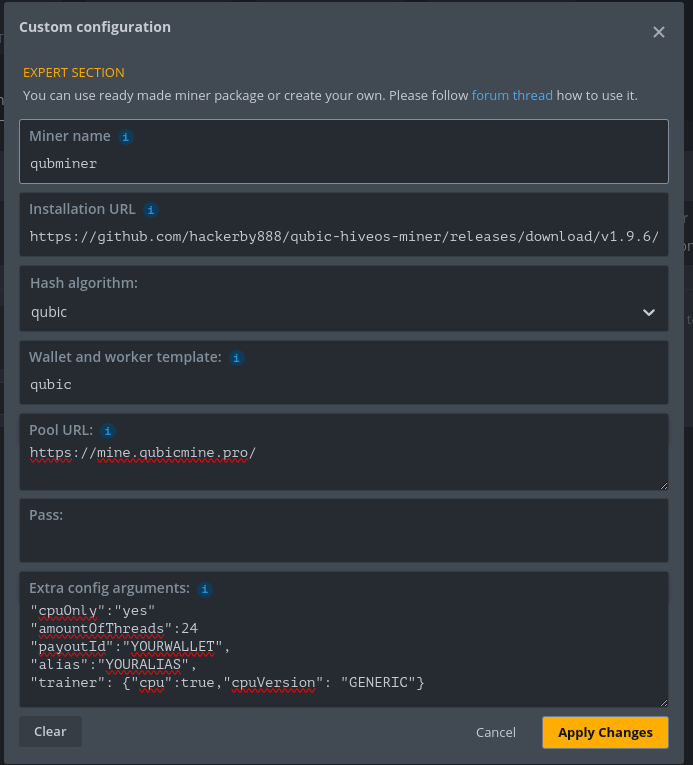 Custom configuration
EXPERT SECTION
You can use ready made miner package or create your own. Please follow forum thread how to use it.
Miner name
qubminer
Installation URL
https://github.com/hackerby888/qubic-hiveos-miner/releases/download/v1.9.6/
Hash algorithm:
qubic
Wallet and worker template:
qubic
Pool URL:
https://mine.qubicmine.pro/
Pass:
Extra config arguments:
"cpuOnly":"yes"
"amountOfThreads":24
"payoutId":"YOURWALLET",
"alias":"YOURALIAS",
"trainer": {"cpu":true,"cpuVersion": "GENERIC"}
Clear
Cancel
Apply Changes